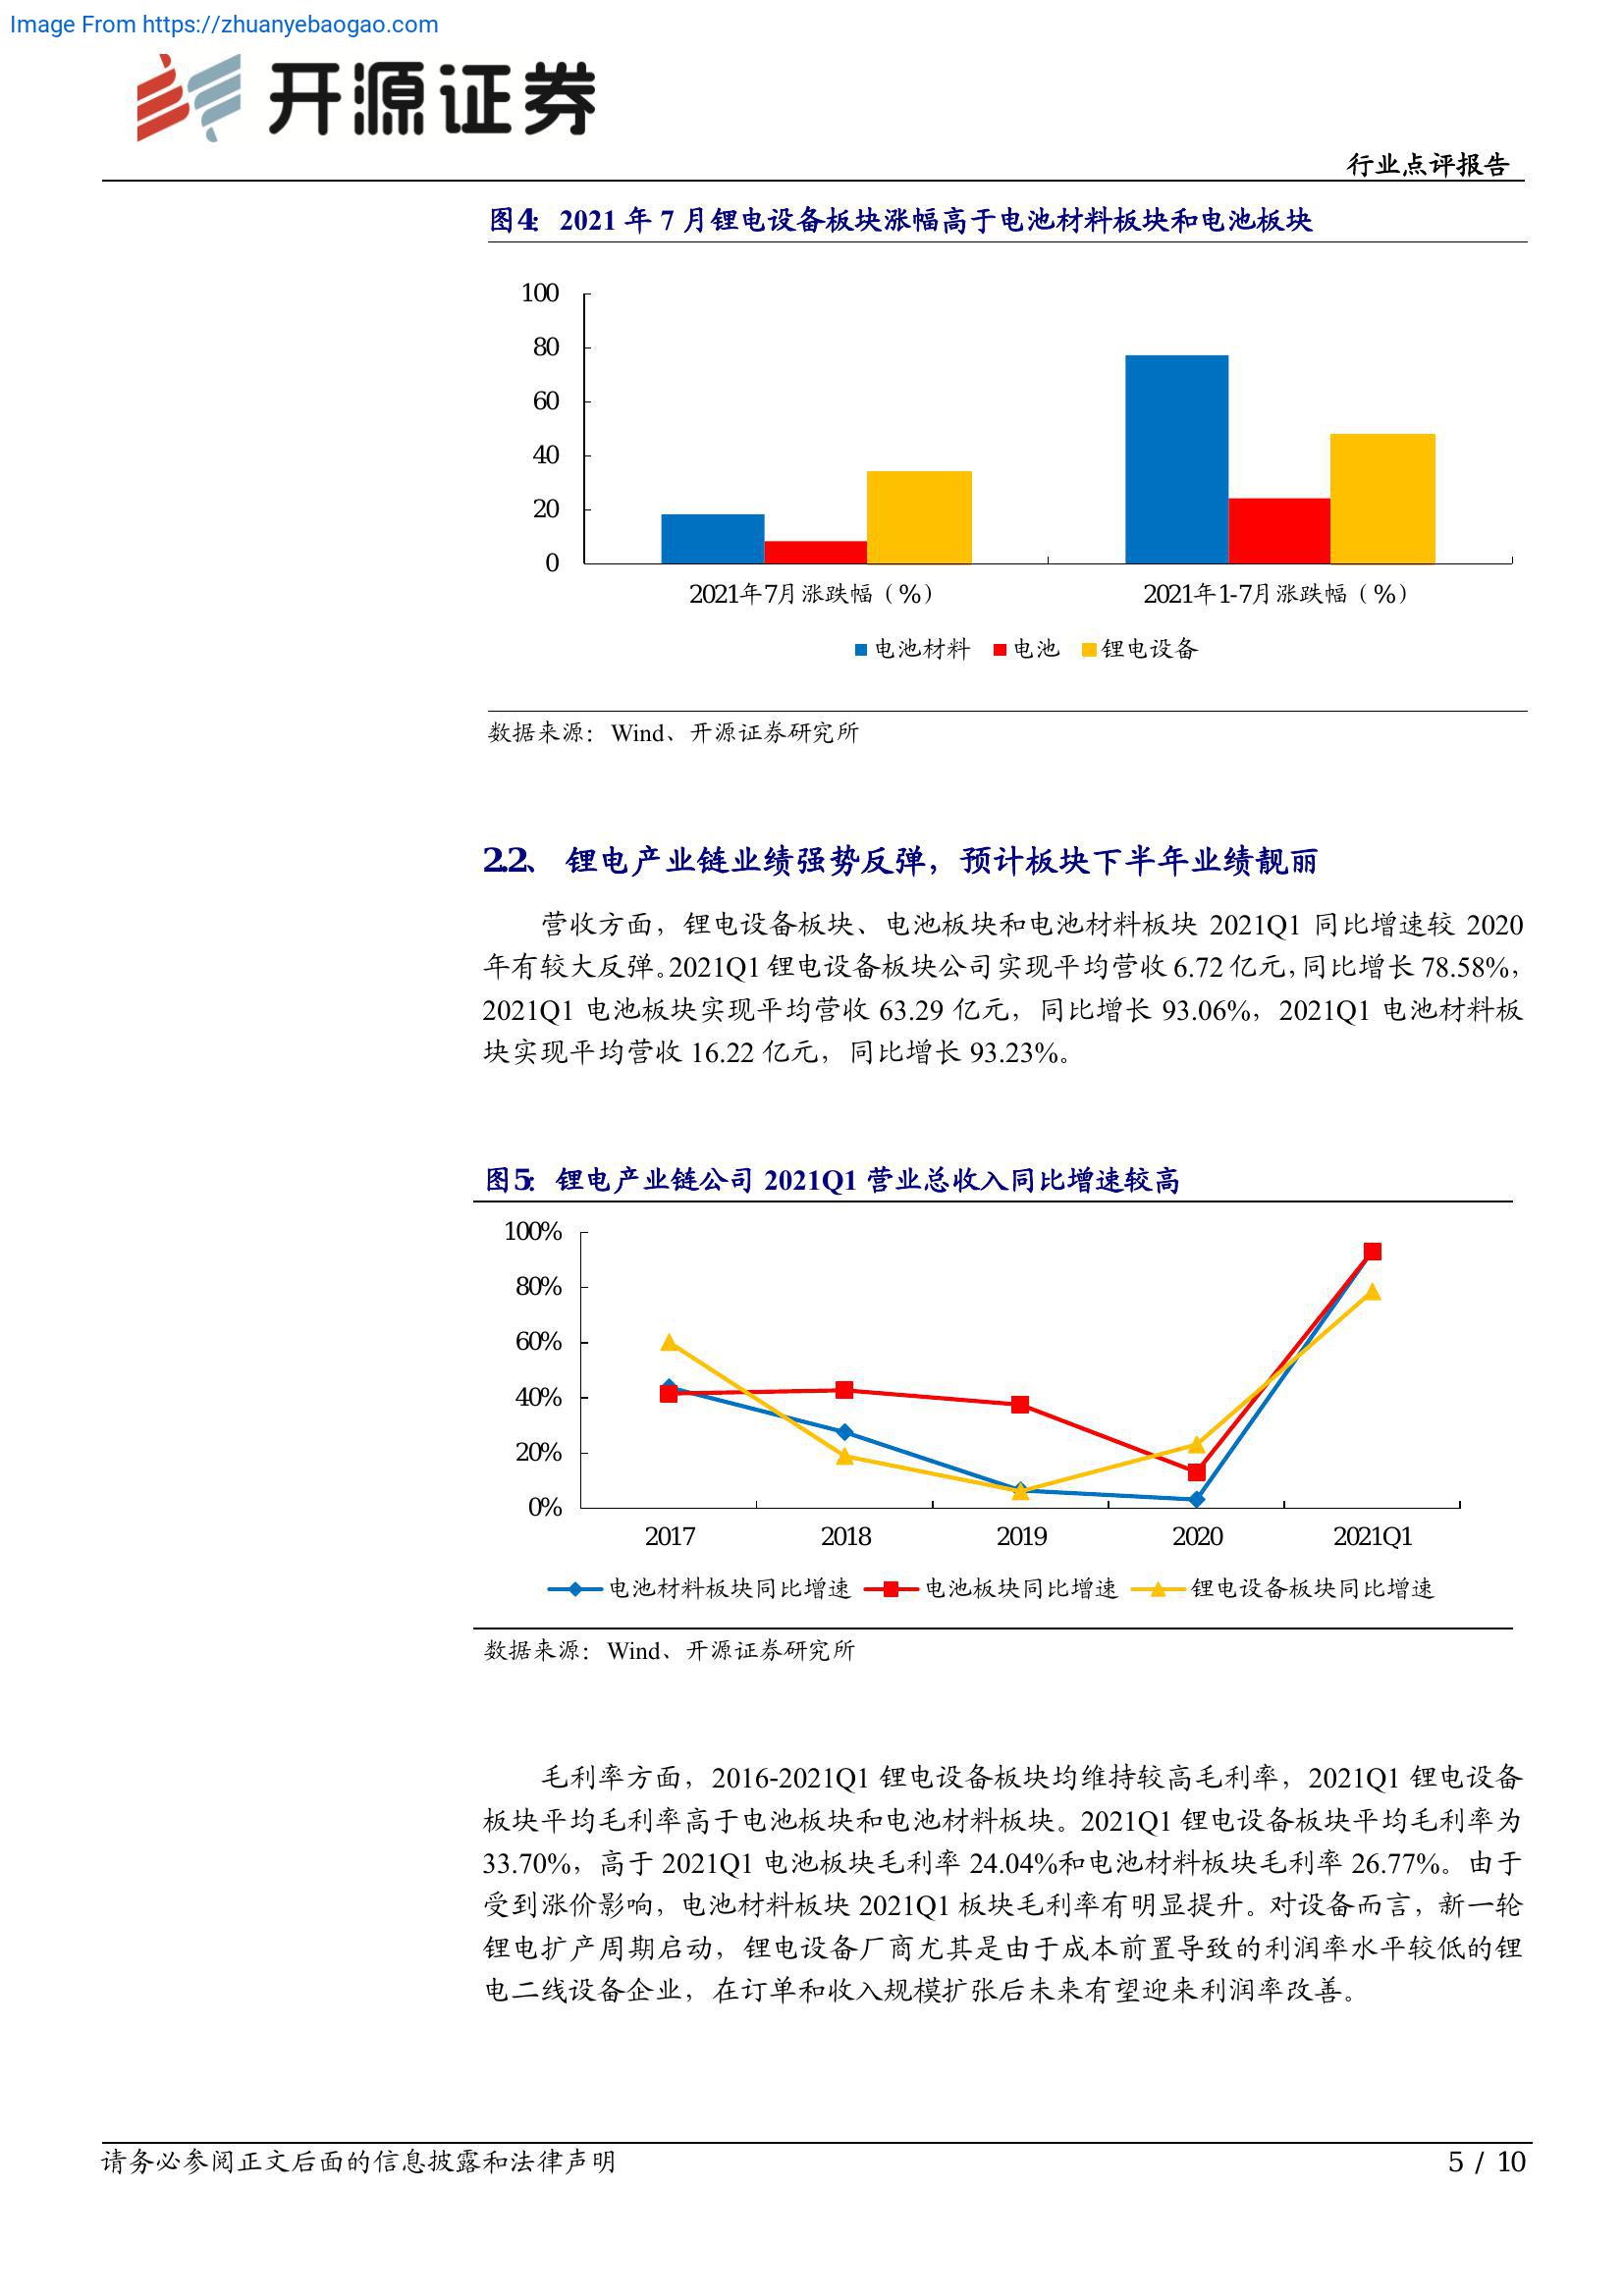 Image From https://zhuanyebaogao.com
开源证券
行业点评报告
图4： 2021 年 7 月锂电设备板块涨幅高于电池材料板块和电池板块
100
80
60
40
20
0
2021年7月涨跌幅（%） 2021年1-7月涨跌幅（%）
电池材料 电池 锂电设备
数据来源：Wind、开源证券研究所
2.2、 锂电产业链业绩强势反弹，预计板块下半年业绩靓丽
营收方面，锂电设备板块、电池板块和电池材料板块 2021Q1 同比增速较 2020
年有较大反弹。2021Q1 锂电设备板块公司实现平均营收 6.72 亿元，同比增长 78.58%，
2021Q1 电池板块实现平均营收 63.29 亿元，同比增长 93.06%，2021Q1 电池材料板
块实现平均营收 16.22 亿元，同比增长 93.23%。
图5： 锂电产业链公司 2021Q1 营业总收入同比增速较高
100%
80%
60%
40%
20%
0%
2017 2018 2019 2020 2021Q1
电池材料板块同比增速 电池板块同比增速 锂电设备板块同比增速
数据来源：Wind、开源证券研究所
毛利率方面，2016-2021Q1 锂电设备板块均维持较高毛利率，2021Q1 锂电设备
板块平均毛利率高于电池板块和电池材料板块。2021Q1 锂电设备板块平均毛利率为
33.70%，高于 2021Q1 电池板块毛利率 24.04%和电池材料板块毛利率 26.77%。由于
受到涨价影响，电池材料板块 2021Q1 板块毛利率有明显提升。对设备而言，新一轮
锂电扩产周期启动，锂电设备厂商尤其是由于成本前置导致的利润率水平较低的锂
电二线设备企业，在订单和收入规模扩张后未来有望迎来利润率改善。
请务必参阅正文后面的信息披露和法律声明
5 / 10